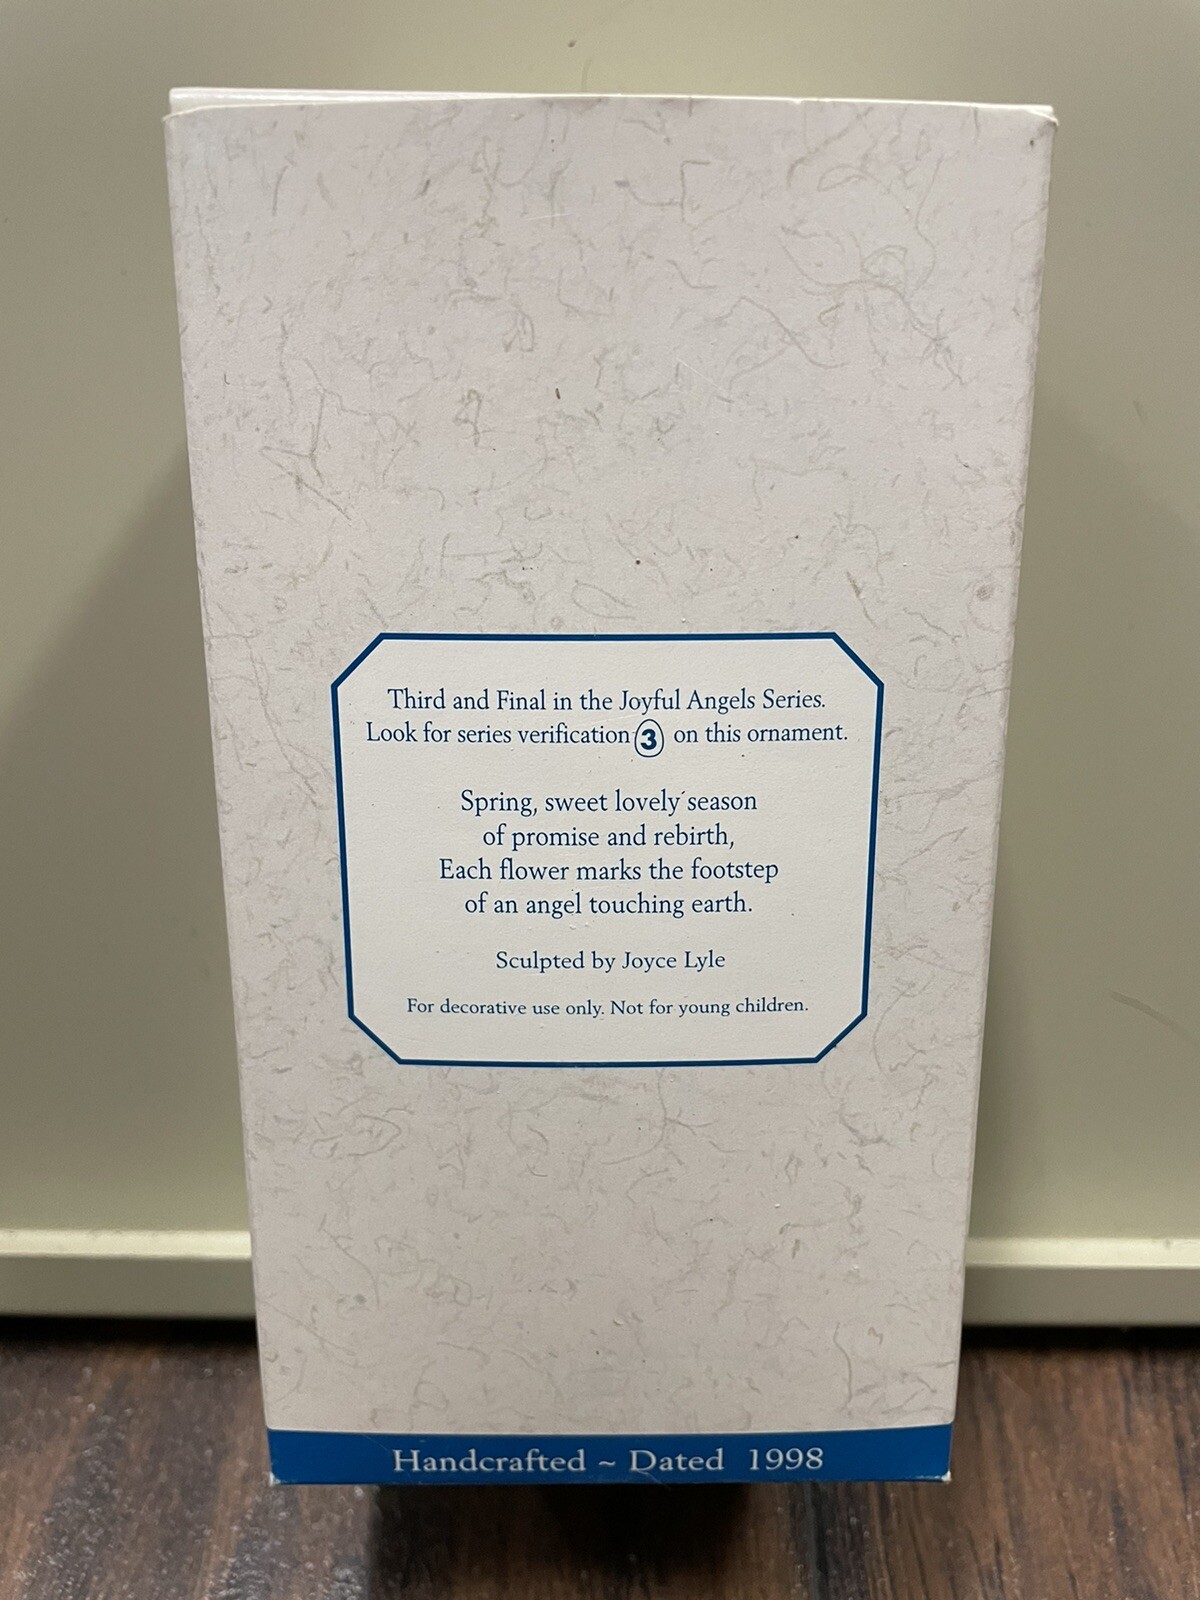 Third and Final in the Joyful Angels Series.
Look for series verification 3 on this ornament.
Spring, sweet lovely season
of promise and rebirth,
Each flower marks the footstep
of an angel touching earth.
Sculpted by Joyce Lyle
For decorative use only. Not for young children.
Handcrafted ~ Dated 1998